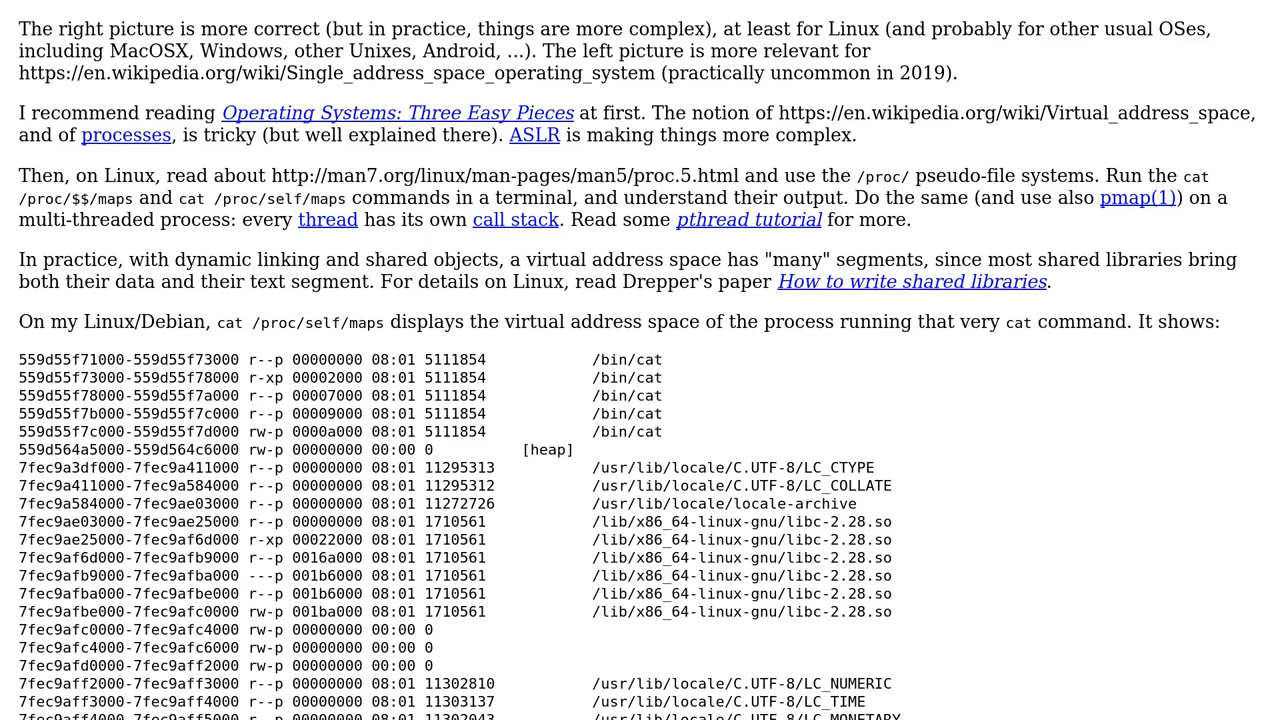 The right picture is more correct (but in practice, things are more complex), at least for Linux (and probably for other usual OSes,
including MacOSX, Windows, other Unixes, Android, ...). The left picture is more relevant for
https://en.wikipedia.org/wiki/Single_address_space_operating_system (practically uncommon in 2019).
I recommend reading Operating Systems: Three Easy Pieces at first. The notion of https://en.wikipedia.org/wiki/Virtual_address_space,
and of processes, is tricky (but well explained there). ASLR is making things more complex.
Then, on Linux, read about http://man7.org/linux/man-pages/man5/proc.5.html and use the /proc/ pseudo-file systems. Run the cat
/proc/$$/maps and cat /proc/self/maps commands in a terminal, and understand their output. Do the same (and use also pmap(1)) on a
multi-threaded process: every thread has its own call stack. Read some pthread tutorial for more.
In practice, with dynamic linking and shared objects, a virtual address space has "many" segments, since most shared libraries bring
both their data and their text segment. For details on Linux, read Drepper's paper How to write shared libraries.
On my Linux/Debian, cat /proc/self/maps displays the virtual address space of the process running that very cat command. It shows:
559d55f71000-559d55f73000 r--p 00000000 08:01 5111854 /bin/cat
559d55f73000-559d55f78000 r-xp 00002000 08:01 5111854 /bin/cat
559d55f78000-559d55f7a000 r--p 00007000 08:01 5111854 /bin/cat
559d55f7b000-559d55f7c000 r--p 00009000 08:01 5111854 /bin/cat
559d55f7c000-559d55f7d000 rw-p 0000a000 08:01 5111854 /bin/cat
559d564a5000-559d564c6000 rw-p 00000000 00:00 0 [heap]
7fec9a3df000-7fec9a411000 r--p 00000000 08:01 11295313 /usr/lib/locale/C.UTF-8/LC_CTYPE
7fec9a411000-7fec9a584000 r--p 00000000 08:01 11295312 /usr/lib/locale/C.UTF-8/LC_COLLATE
7fec9a584000-7fec9ae03000 r--p 00000000 08:01 11272726 /usr/lib/locale/locale-archive
7fec9ae03000-7fec9ae25000 r--p 00000000 08:01 1710561 /lib/x86_64-linux-gnu/libc-2.28.so
7fec9ae25000-7fec9af6d000 r-xp 00022000 08:01 1710561 /lib/x86_64-linux-gnu/libc-2.28.so
7fec9af6d000-7fec9afb9000 r--p 0016a000 08:01 1710561 /lib/x86_64-linux-gnu/libc-2.28.so
7fec9afb9000-7fec9afba000 ---p 001b6000 08:01 1710561 /lib/x86_64-linux-gnu/libc-2.28.so
7fec9afba000-7fec9afbe000 r--p 001b6000 08:01 1710561 /lib/x86_64-linux-gnu/libc-2.28.so
7fec9afbe000-7fec9afc0000 rw-p 001ba000 08:01 1710561 /lib/x86_64-linux-gnu/libc-2.28.so
7fec9afc0000-7fec9afc4000 rw-p 00000000 00:00 0
7fec9afc4000-7fec9afc6000 rw-p 00000000 00:00 0
7fec9afd0000-7fec9aff2000 rw-p 00000000 00:00 0
7fec9aff2000-7fec9aff3000 r--p 00000000 08:01 11302810 /usr/lib/locale/C.UTF-8/LC_NUMERIC
7fec9aff3000-7fec9aff4000 r--p 00000000 08:01 11303137 /usr/lib/locale/C.UTF-8/LC_TIME
7fec9aff4000-7fec9aff5000 r--p 00000000 08:01 11302043 /usr/lib/locale/C.UTF-8/LC_MONETARY